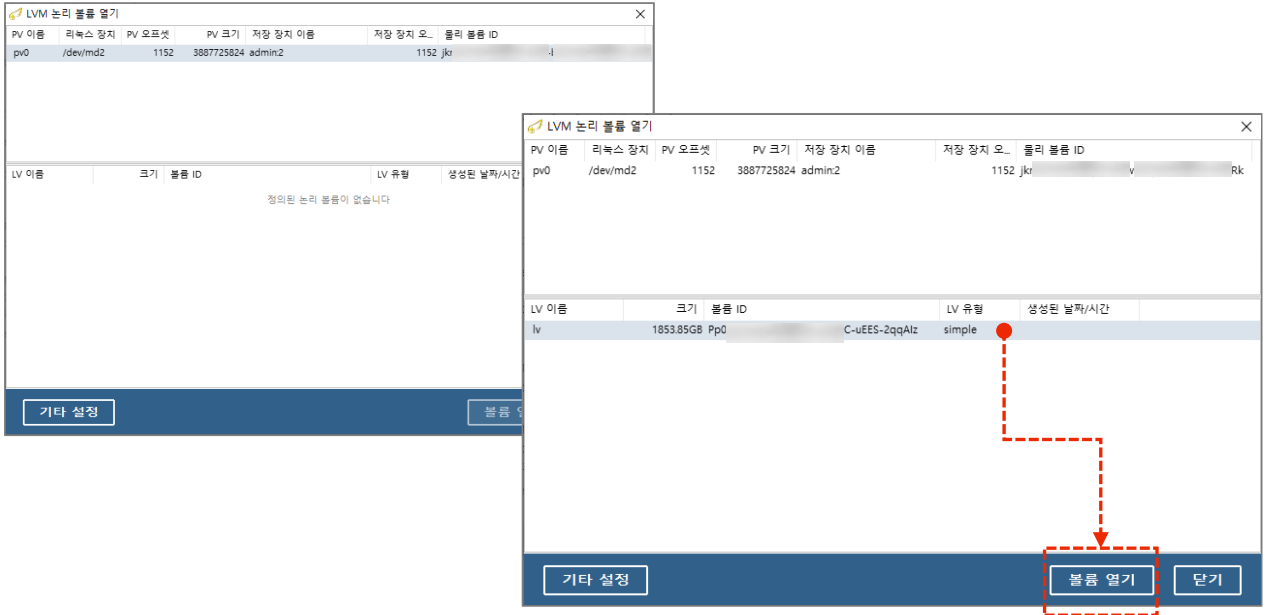 LVM 논리 볼륨 열기
PV 이름 리눅스 장치 PV 오프셋 PV 크기 저장 장치 이름 저장 장치 오... 물리 볼륨 ID
pv0 /dev/md2 1152 3887725824 admin:2 1152 jkr
LV 이름 크기 볼륨 ID LV 유형 생성된 날짜/시간
정의된 논리 볼륨이 없습니다
기타 설정 볼륨
LVM 논리 볼륨 열기
PV 이름 리눅스 장치 PV 오프셋 PV 크기 저장 장치 이름 저장 장치 오... 물리 볼륨 ID
pv0 /dev/md2 1152 3887725824 admin:2 1152 jkr Rk
LV 이름 크기 볼륨 ID LV 유형 생성된 날짜/시간
lv 1853.85GB Pp0 C-uEES-2qqAIz simple
기타 설정 볼륨 열기 닫기